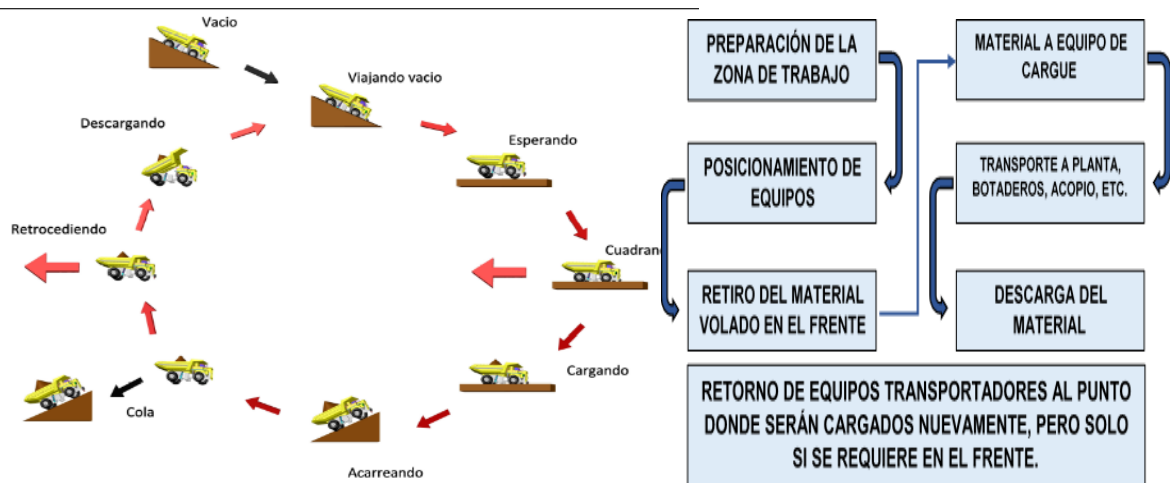 Vacio
Viajando vacio
Descargando
Esperando
Retrocediendo
Cuadran
Cargando
Cola
Acarreando
PREPARACIÓN DE LA
ZONA DE TRABAJO
POSICIONAMIENTO DE
EQUIPOS
RETIRO DEL MATERIAL
VOLADO EN EL FRENTE
MATERIAL A EQUIPO DE
CARGUE
TRANSPORTE A PLANTA,
BOTADEROS, ACOPIO, ETC.
DESCARGA DEL
MATERIAL
RETORNO DE EQUIPOS TRANSPORTADORES AL PUNTO
DONDE SERÁN CARGADOS NUEVAMENTE, PERO SOLO
SI SE REQUIERE EN EL FRENTE.